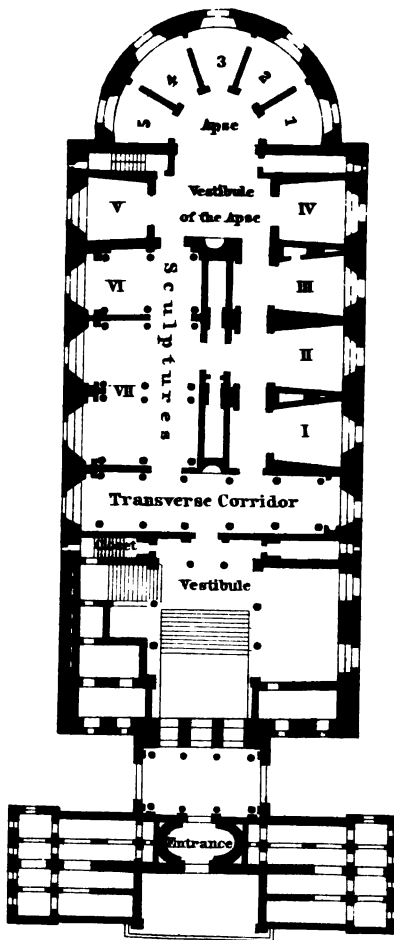 3
4 2
5 1
Apse
Vestibule
of the Apse
V IV
VI III
Sculptures
II
VII
I
Transverse Corridor
Closet
Vestibule
Entrance